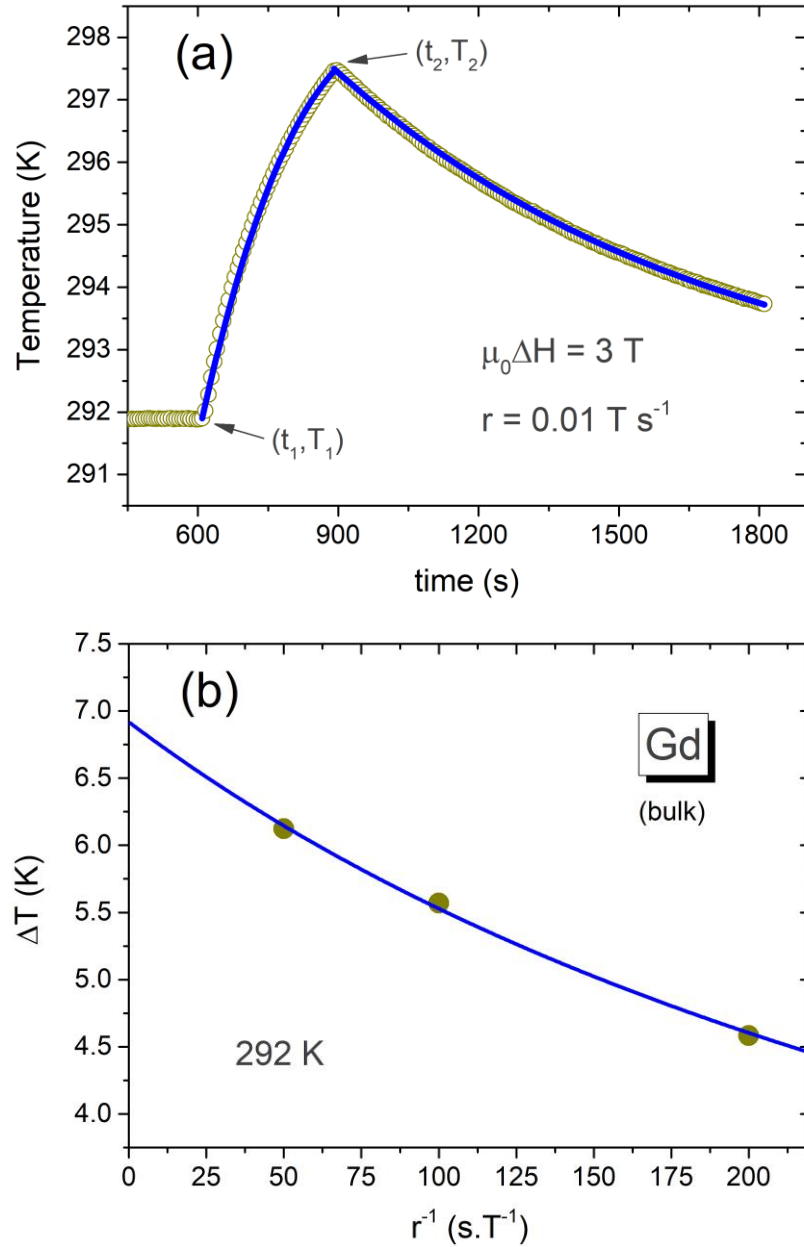 (a)
298
297
296
295
294
293
292
291
Temperature (K)
(t₂,T₂)
(t₁,T₁)
μ₀ΔH = 3 T
r = 0.01 T s⁻¹
600 900 1200 1500 1800
time (s)
(b)
7.5
7.0
6.5
6.0
5.5
5.0
4.5
4.0
ΔT (K)
Gd
(bulk)
292 K
0 25 50 75 100 125 150 175 200
r⁻¹ (s.T⁻¹)